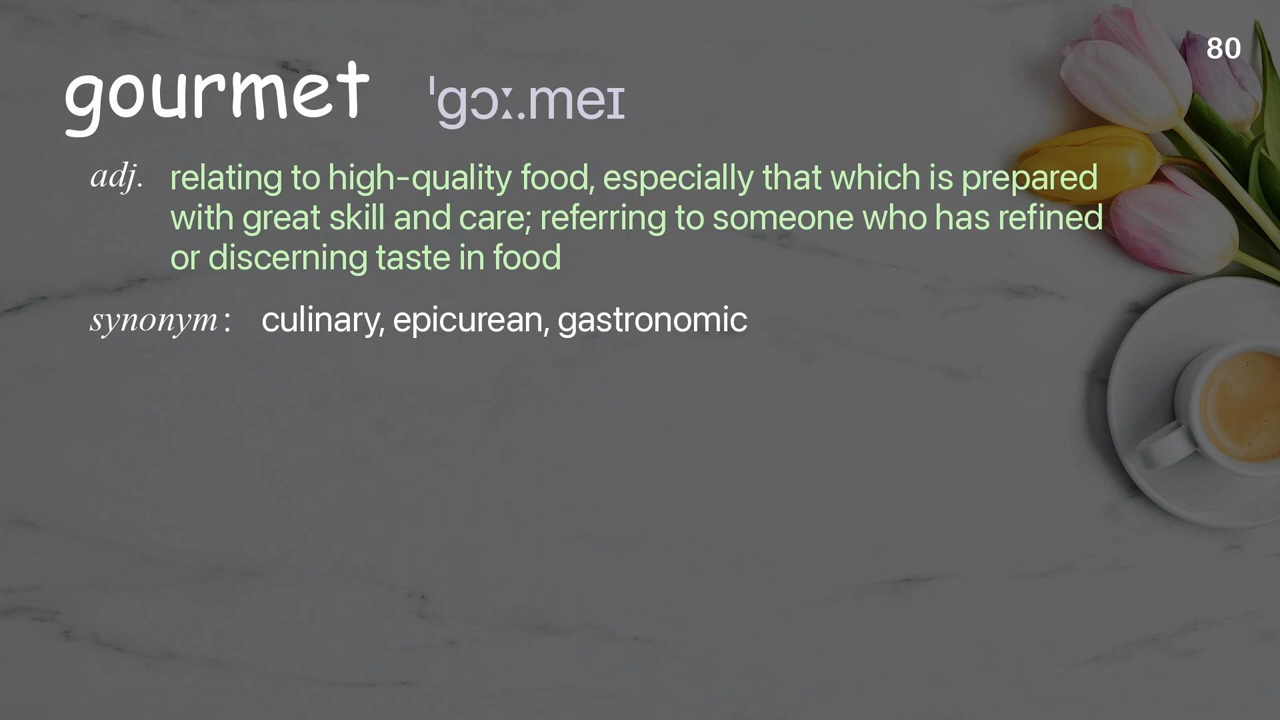 80
gourmet ˈɡɔː.meɪ
adj. relating to high-quality food, especially that which is prepared
with great skill and care; referring to someone who has refined
or discerning taste in food
synonym: culinary, epicurean, gastronomic